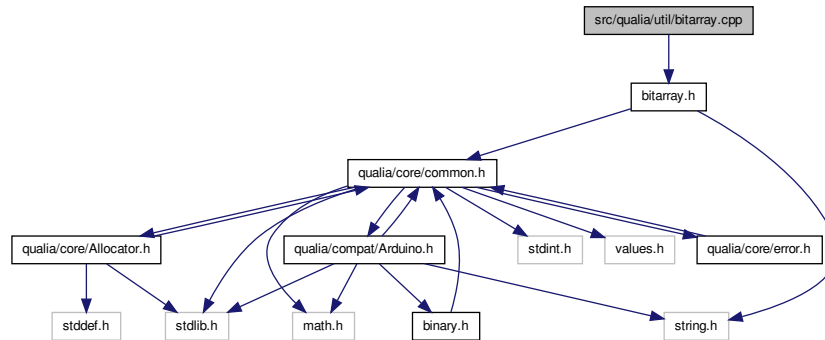 src/qualia/util/bitarray.cpp
bitarray.h
qualia/core/common.h
qualia/core/Allocator.h
qualia/compat/Arduino.h
stdint.h
values.h
qualia/core/error.h
stddef.h
stdlib.h
math.h
binary.h
string.h